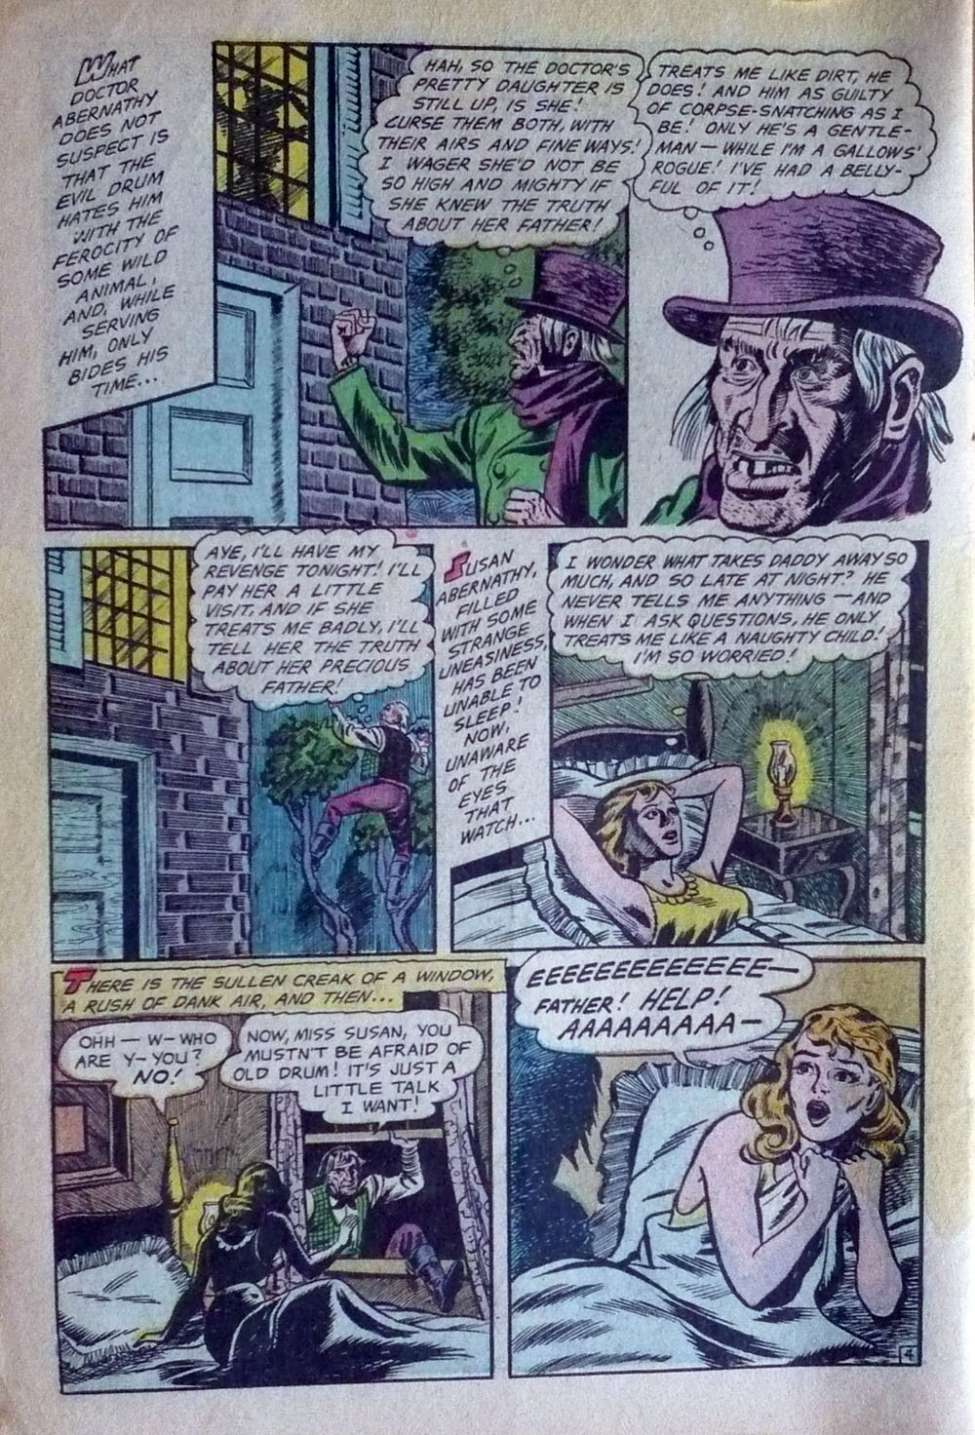 WHAT
DOCTOR
ABERNATHY
DOES NOT
SUSPECT IS
THAT THE
EVIL DRUM
HATES HIM
WITH THE
FEROCITY OF
SOME WILD
ANIMAL,
AND, WHILE
SERVING
HIM, ONLY
BIDES HIS
TIME...
HAH, SO THE DOCTOR'S
PRETTY DAUGHTER IS
STILL UP, IS SHE!
CURSE THEM BOTH, WITH
THEIR AIRS AND FINE WAYS!
I WAGER SHE'D NOT BE
SO HIGH AND MIGHTY IF
SHE KNEW THE TRUTH
ABOUT HER FATHER!
TREATS ME LIKE DIRT, HE
DOES! AND HIM AS GUILTY
OF CORPSE-SNATCHING AS I
BE! ONLY HE'S A GENTLE-
MAN — WHILE I'M A GALLOWS'
ROGUE! I'VE HAD A BELLY-
FUL OF IT!
AYE, I'LL HAVE MY
REVENGE TONIGHT! I'LL
PAY HER A LITTLE
VISIT. AND IF SHE
TREATS ME BADLY, I'LL
TELL HER THE TRUTH
ABOUT HER PRECIOUS
FATHER!
SUSAN
ABERNATHY,
FILLED
WITH SOME
STRANGE
UNEASINESS,
HAS BEEN
UNABLE TO
SLEEP!
NOW,
UNAWARE
OF THE
EYES
THAT
WATCH...
I WONDER WHAT TAKES DADDY AWAY SO
MUCH, AND SO LATE AT NIGHT? HE
NEVER TELLS ME ANYTHING — AND
WHEN I ASK QUESTIONS, HE ONLY
TREATS ME LIKE A NAUGHTY CHILD!
I'M SO WORRIED!
THERE IS THE SULLEN CREAK OF A WINDOW,
A RUSH OF DANK AIR, AND THEN...
OHH — W-WHO
ARE Y-YOU?
NO!
NOW, MISS SUSAN, YOU
MUSTN'T BE AFRAID OF
OLD DRUM! IT'S JUST A
LITTLE TALK
I WANT!
EEEEEEEEEEEEE—
FATHER! HELP!
AAAAAAAAA—
4